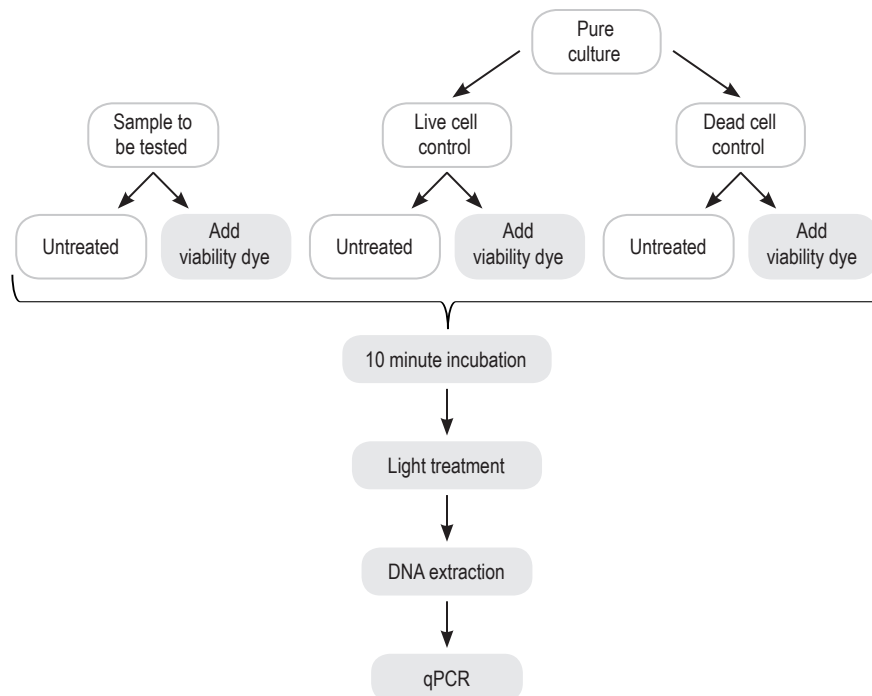 Pure
culture
Sample to
be tested
Live cell
control
Dead cell
control
Untreated
Add
viability dye
Untreated
Add
viability dye
Untreated
Add
viability dye
10 minute incubation
Light treatment
DNA extraction
qPCR